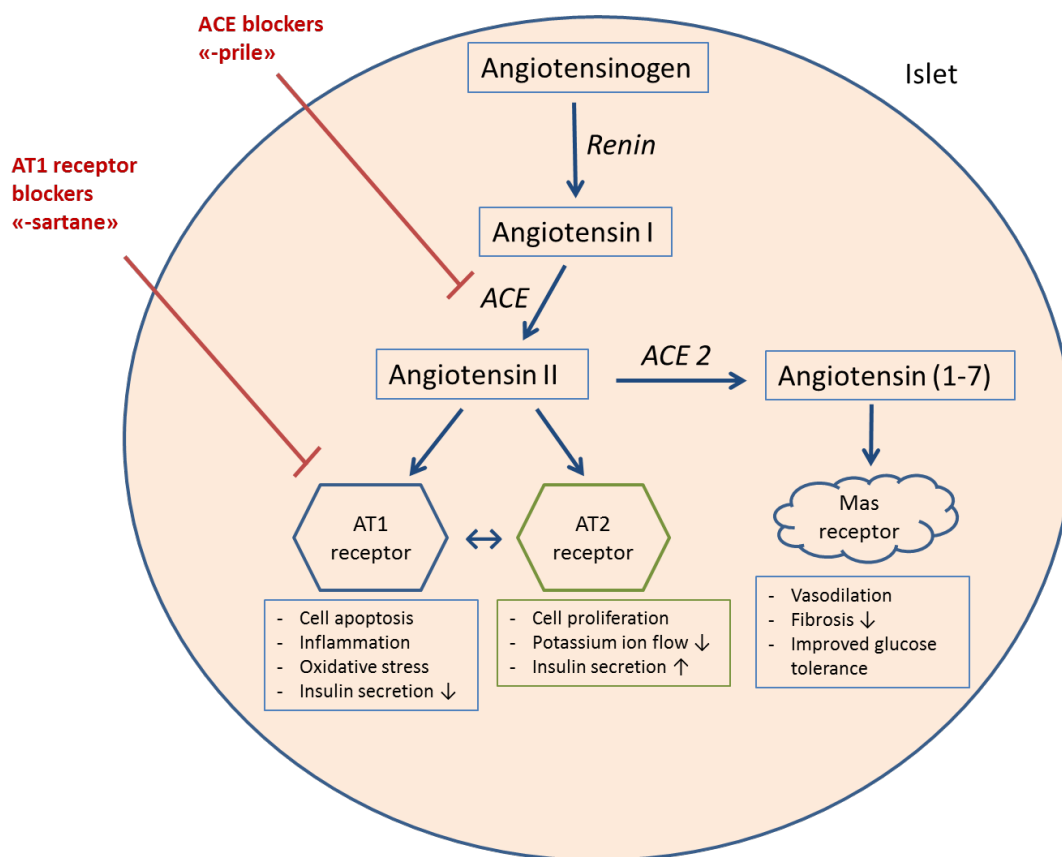 ACE blockers
«-prile»
Angiotensinogen
Islet
Renin
AT1 receptor
blockers
«-sartane»
Angiotensin I
ACE
Angiotensin II
ACE 2
Angiotensin (1-7)
AT1
receptor
AT2
receptor
Mas
receptor
- Cell apoptosis
- Inflammation
- Oxidative stress
- Insulin secretion ↓
- Cell proliferation
- Potassium ion flow ↓
- Insulin secretion ↑
- Vasodilation
- Fibrosis ↓
- Improved glucose
tolerance